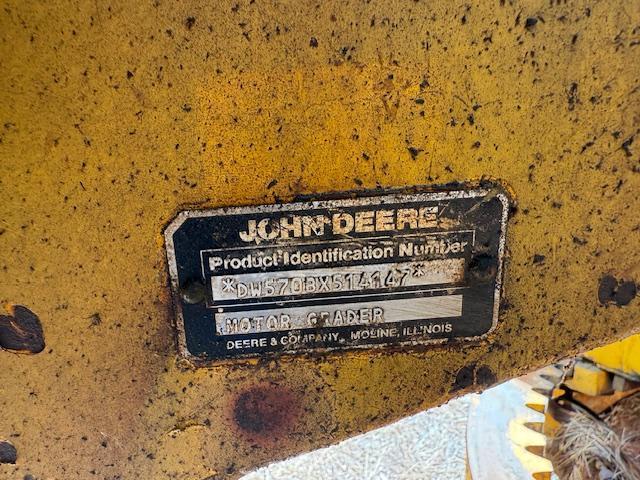 JOHN DEERE
Product Identification Number
*DW570BX514147*
MOTOR GRADER
DEERE & COMPANY, MOLINE, ILLINOIS